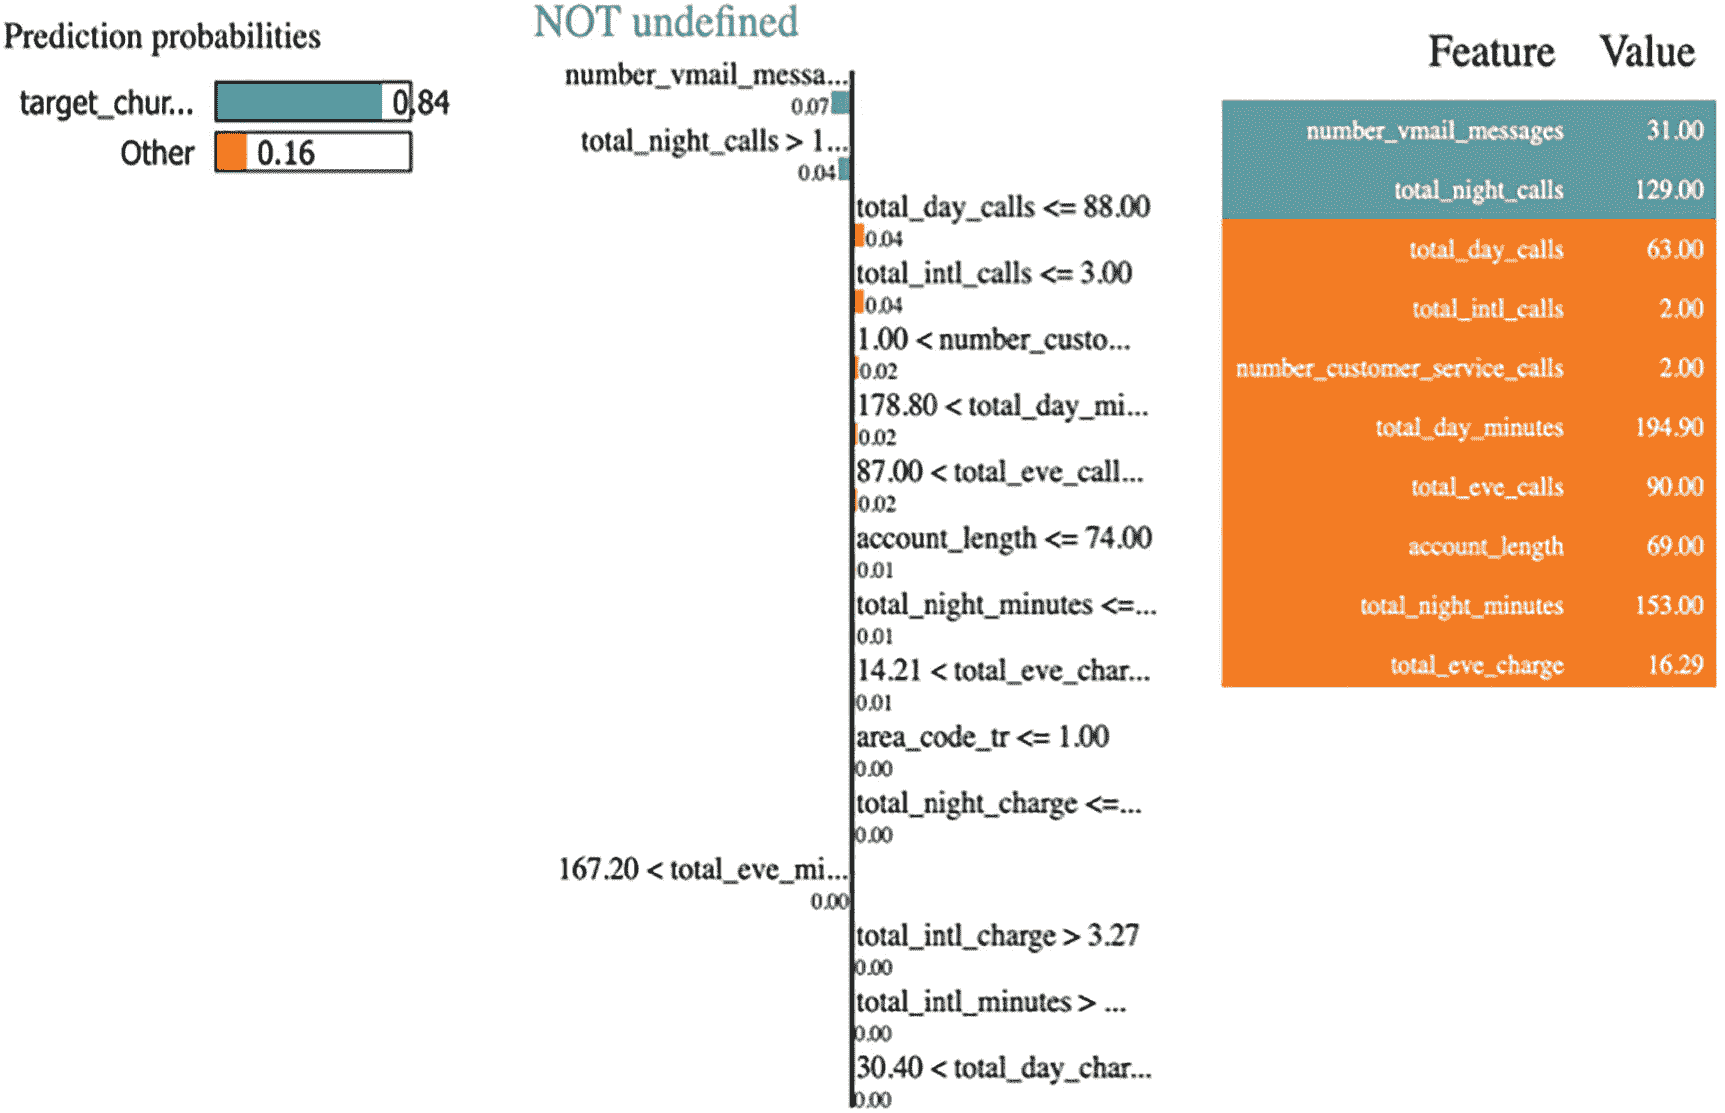 Prediction probabilities
target_chur... 0.84
Other 0.16
NOT undefined
number_vmail_messa...
0.07
total_night_calls > 1...
0.04
total_day_calls <= 88.00
0.04
total_intl_calls <= 3.00
0.04
1.00 < number_custo...
0.02
178.80 < total_day_mi...
0.02
87.00 < total_eve_call...
0.02
account_length <= 74.00
0.01
total_night_minutes <=...
0.01
14.21 < total_eve_char...
0.01
area_code_tr <= 1.00
0.00
total_night_charge <=...
0.00
167.20 < total_eve_mi...
0.00
total_intl_charge > 3.27
0.00
total_intl_minutes > ...
0.00
30.40 < total_day_char...
0.00
Feature Value
number_vmail_messages 31.00
total_night_calls 129.00
total_day_calls 63.00
total_intl_calls 2.00
number_customer_service_calls 2.00
total_day_minutes 194.90
total_eve_calls 90.00
account_length 69.00
total_night_minutes 153.00
total_eve_charge 16.29